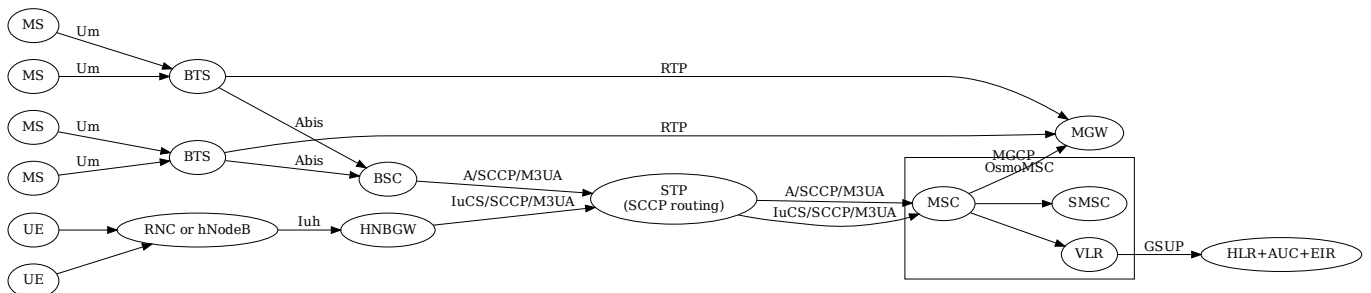 MS
Um
MS
Um
BTS
RTP
MS
Um
Abis
RTP
MGW
MS
Um
BTS
Abis
BSC
A/SCCP/M3UA
STP
(SCCP routing)
A/SCCP/M3UA
IuCS/SCCP/M3UA
IuCS/SCCP/M3UA
MGCP
OsmoMSC
MSC
SMSC
UE
RNC or hNodeB
Iuh
HNBGW
VLR
GSUP
HLR+AUC+EIR
UE